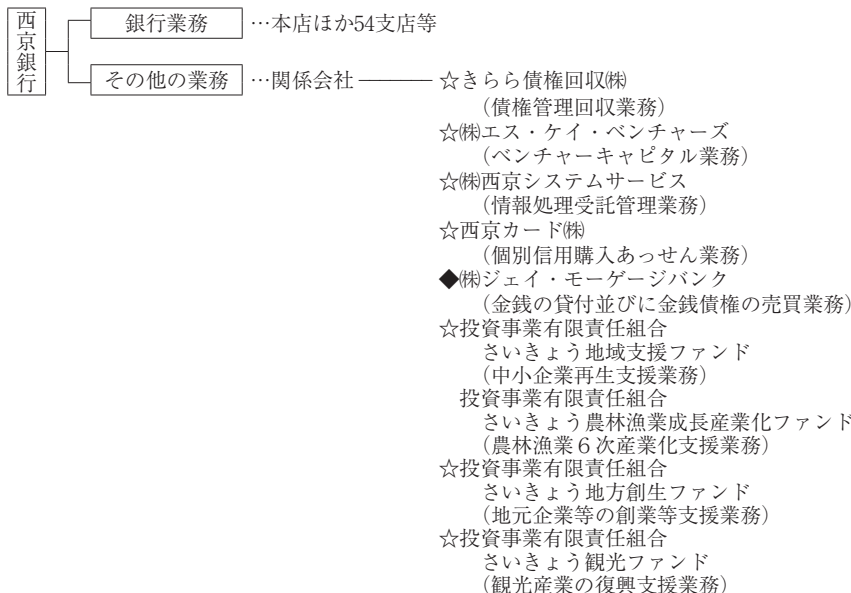 西京銀行
銀行業務 …本店ほか54支店等
その他の業務 …関係会社 ――― ☆きらら債権回収㈱
(債権管理回収業務)
☆㈱エス・ケイ・ベンチャーズ
(ベンチャーキャピタル業務)
☆㈱西京システムサービス
(情報処理受託管理業務)
☆西京カード㈱
(個別信用購入あっせん業務)
◆㈱ジェイ・モーゲージバンク
(金銭の貸付並びに金銭債権の売買業務)
☆投資事業有限責任組合
さいきょう地域支援ファンド
(中小企業再生支援業務)
投資事業有限責任組合
さいきょう農林漁業成長産業化ファンド
(農林漁業６次産業化支援業務)
☆投資事業有限責任組合
さいきょう地方創生ファンド
(地元企業等の創業等支援業務)
☆投資事業有限責任組合
さいきょう観光ファンド
(観光産業の復興支援業務)